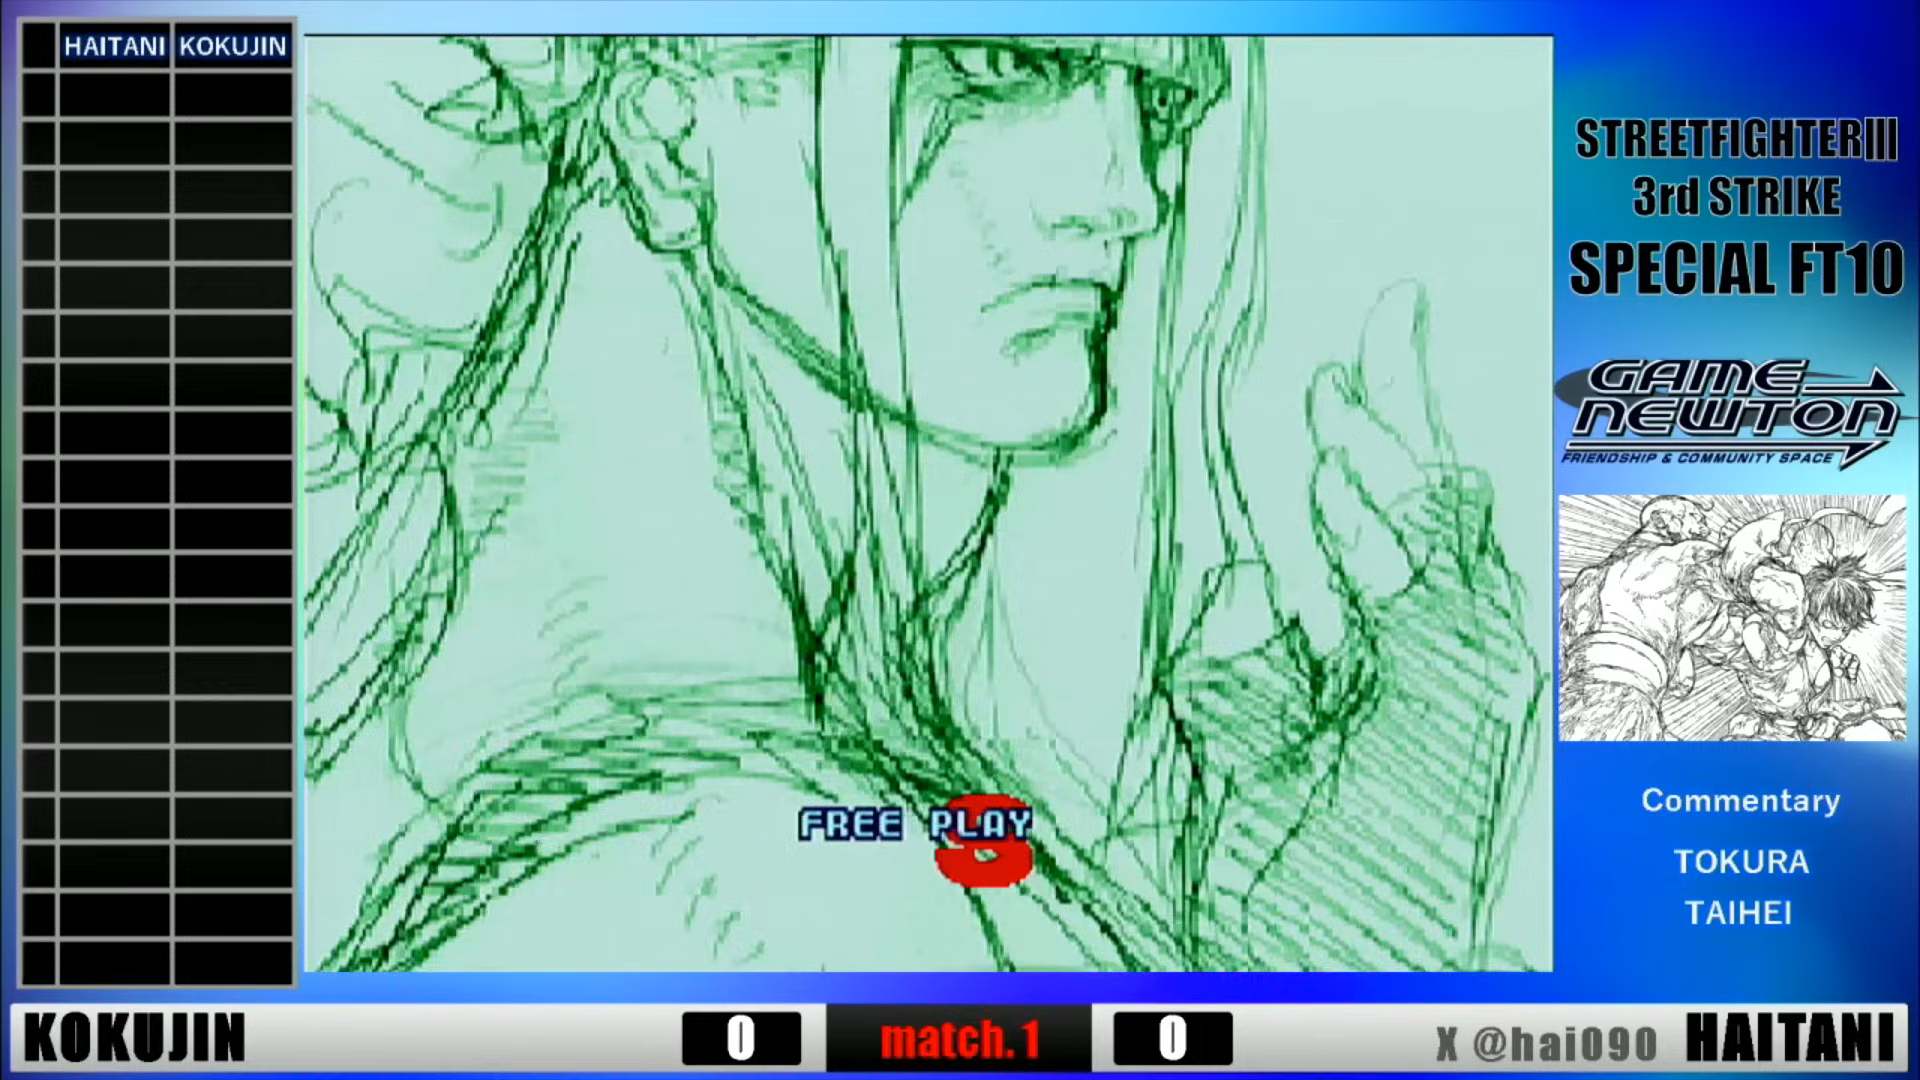 HAITANI KOKUJIN
STREETFIGHTERIII
3rd STRIKE
SPECIAL FT10
GAME
NEWTON
FRIENDSHIP & COMMUNITY SPACE
FREE PLAY
Commentary
TOKURA
TAIHEI
KOKUJIN 0 match.1 0 X @hai090 HAITANI